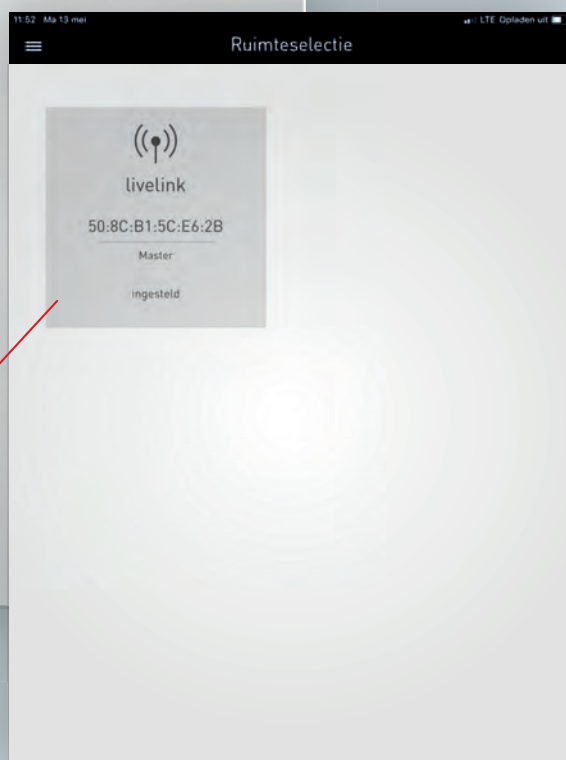 11:52 Ma 13 mei LTE Opladen uit
Ruimteselectie
livelink
50:8C:B1:5C:E6:2B
Master
ingesteld